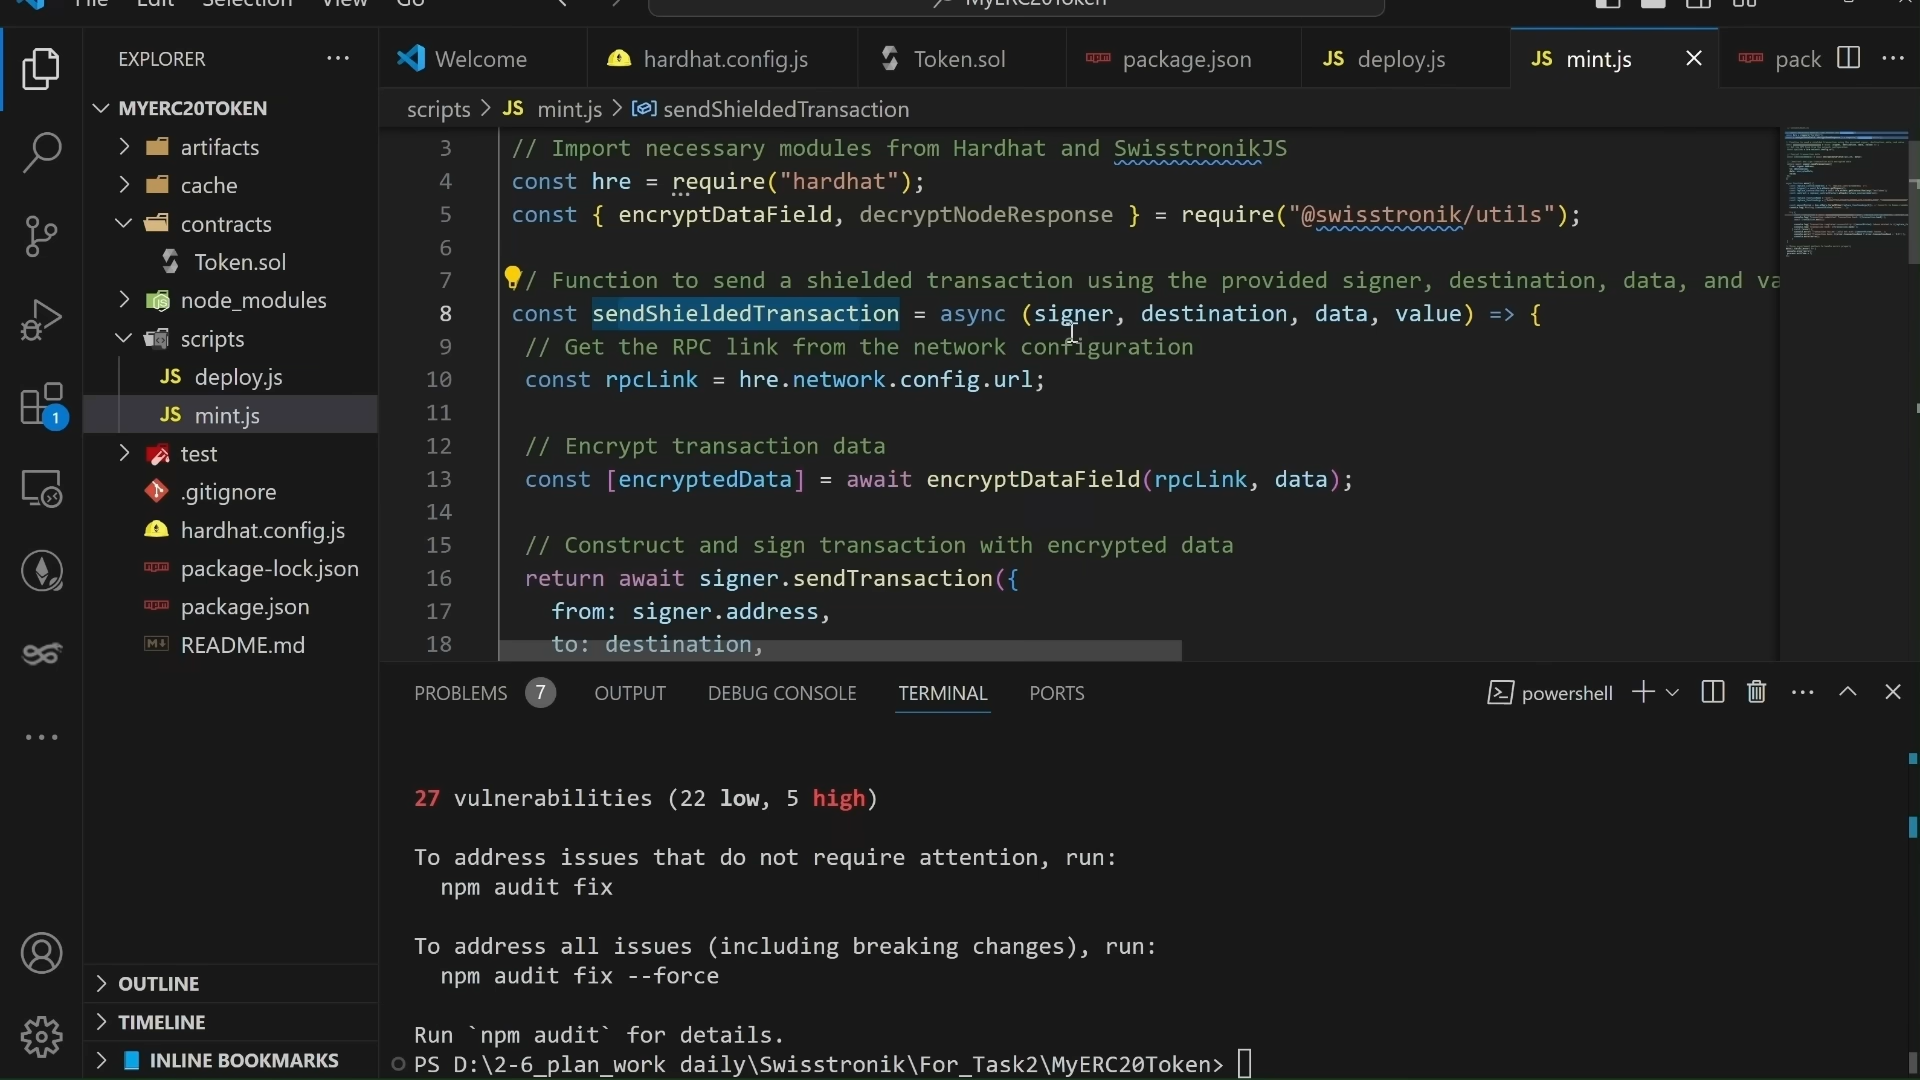 File Edit Selection View Go
MyERC20Token
EXPLORER
MYERC20TOKEN
artifacts
cache
contracts
Token.sol
node_modules
scripts
JS deploy.js
JS mint.js
test
.gitignore
hardhat.config.js
package-lock.json
package.json
README.md
OUTLINE
TIMELINE
INLINE BOOKMARKS
1
Welcome
hardhat.config.js
Token.sol
package.json
JS deploy.js
JS mint.js
pack
scripts > JS mint.js > sendShieldedTransaction
3 // Import necessary modules from Hardhat and SwisstronikJS
4 const hre = require("hardhat");
5 const { encryptDataField, decryptNodeResponse } = require("@swisstronik/utils");
6
7 // Function to send a shielded transaction using the provided signer, destination, data, and va
8 const sendShieldedTransaction = async (signer, destination, data, value) => {
9 // Get the RPC link from the network configuration
10 const rpcLink = hre.network.config.url;
11
12 // Encrypt transaction data
13 const [encryptedData] = await encryptDataField(rpcLink, data);
14
15 // Construct and sign transaction with encrypted data
16 return await signer.sendTransaction({
17 from: signer.address,
18 to: destination,
PROBLEMS 7 OUTPUT DEBUG CONSOLE TERMINAL PORTS
powershell
27 vulnerabilities (22 low, 5 high)
To address issues that do not require attention, run:
npm audit fix
To address all issues (including breaking changes), run:
npm audit fix --force
Run `npm audit` for details.
PS D:\2-6_plan_work daily\Swisstronik\For_Task2\MyERC20Token>